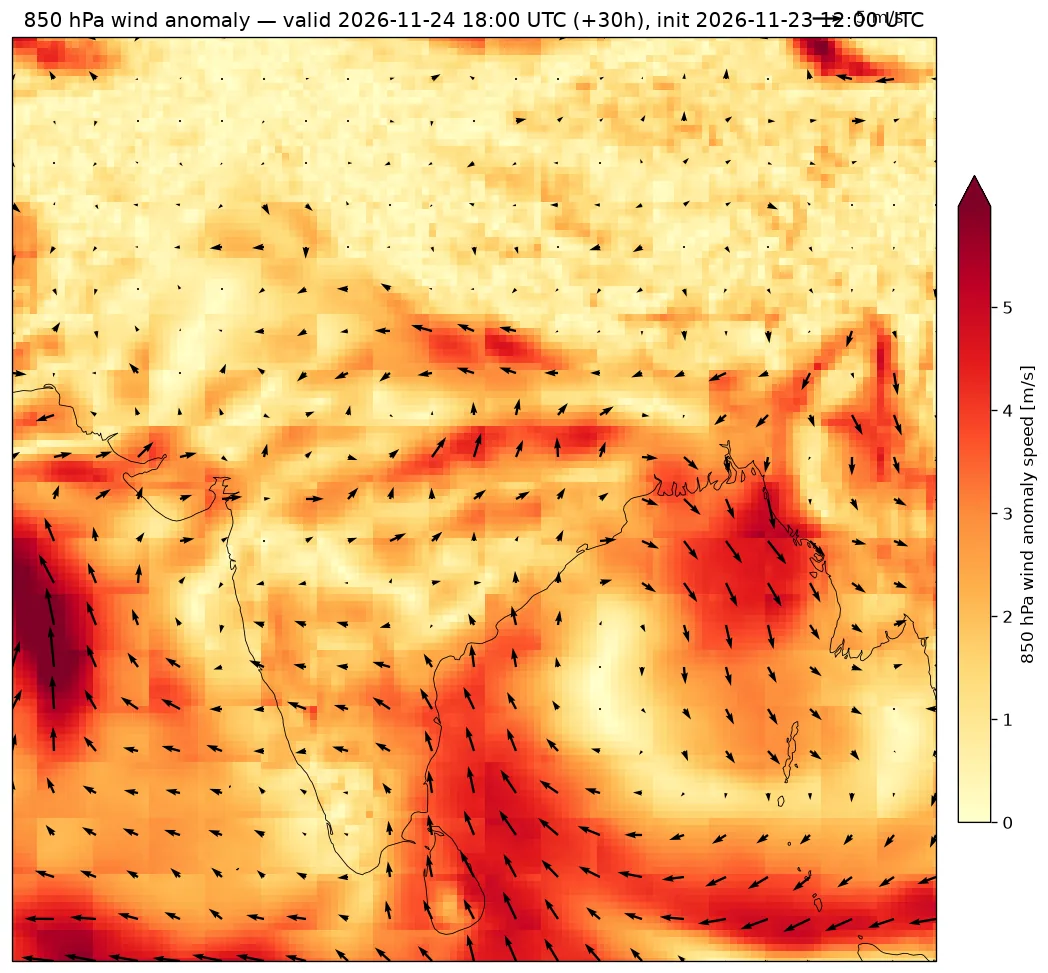 850 hPa wind anomaly — valid 2026-11-24 18:00 UTC (+30h), init 2026-11-23 12:00 UTC
5 m/s
5
4
3
2
1
0
850 hPa wind anomaly speed [m/s]